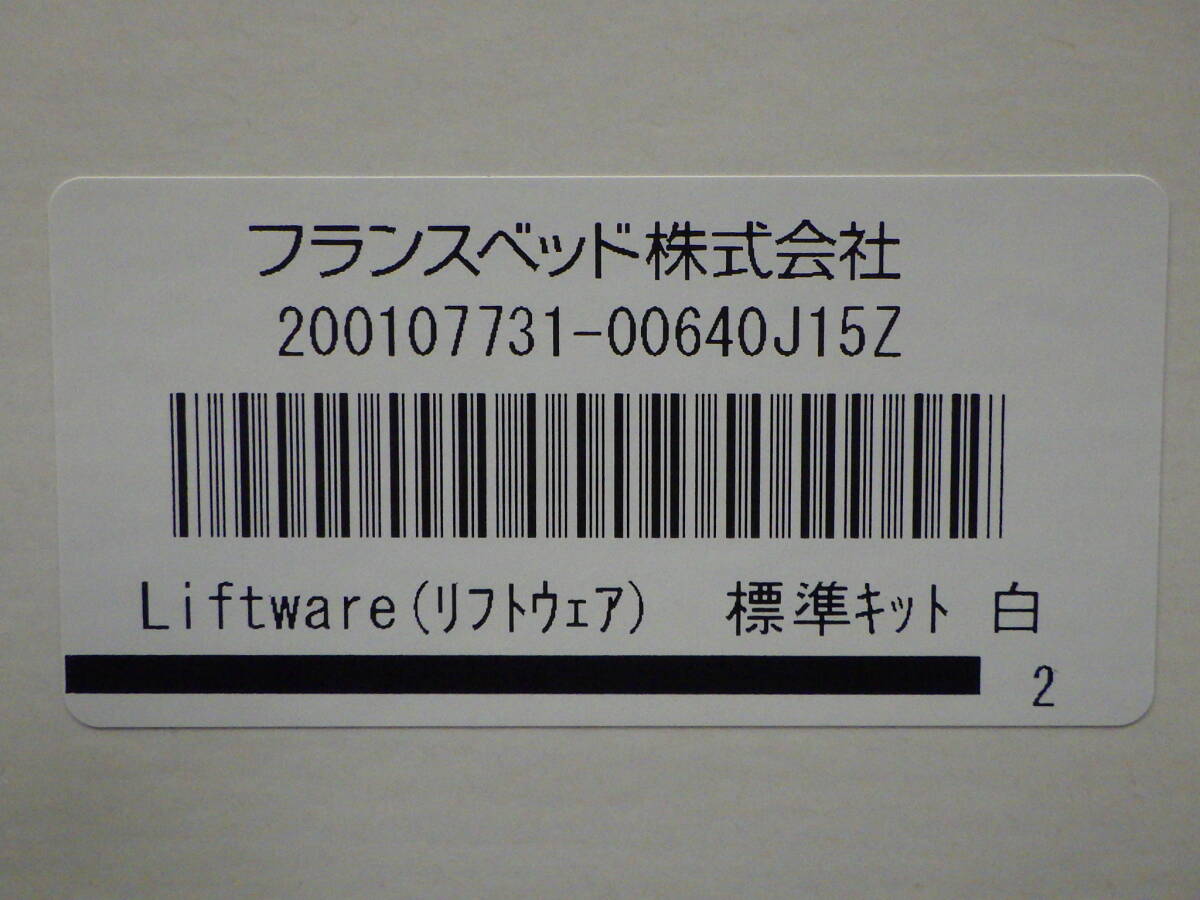 フランスベッド株式会社
200107731-00640J15Z
Liftware(ﾘﾌﾄｳｪｱ) 標準ｷｯﾄ 白
2